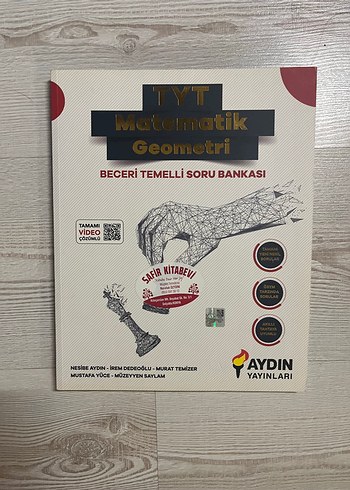 TYT
Matematik
Geometri
BECERİ TEMELLİ SORU BANKASI
TAMAMI
VİDEO
ÇÖZÜMLÜ
SAFİR KİTABEVİ
NESİBE AYDIN - İREM DEDEOĞLU - MURAT TEMİZER
MUSTAFA YÜCE - MÜZEYYEN SAYLAM
AYDIN
YAYINLARI